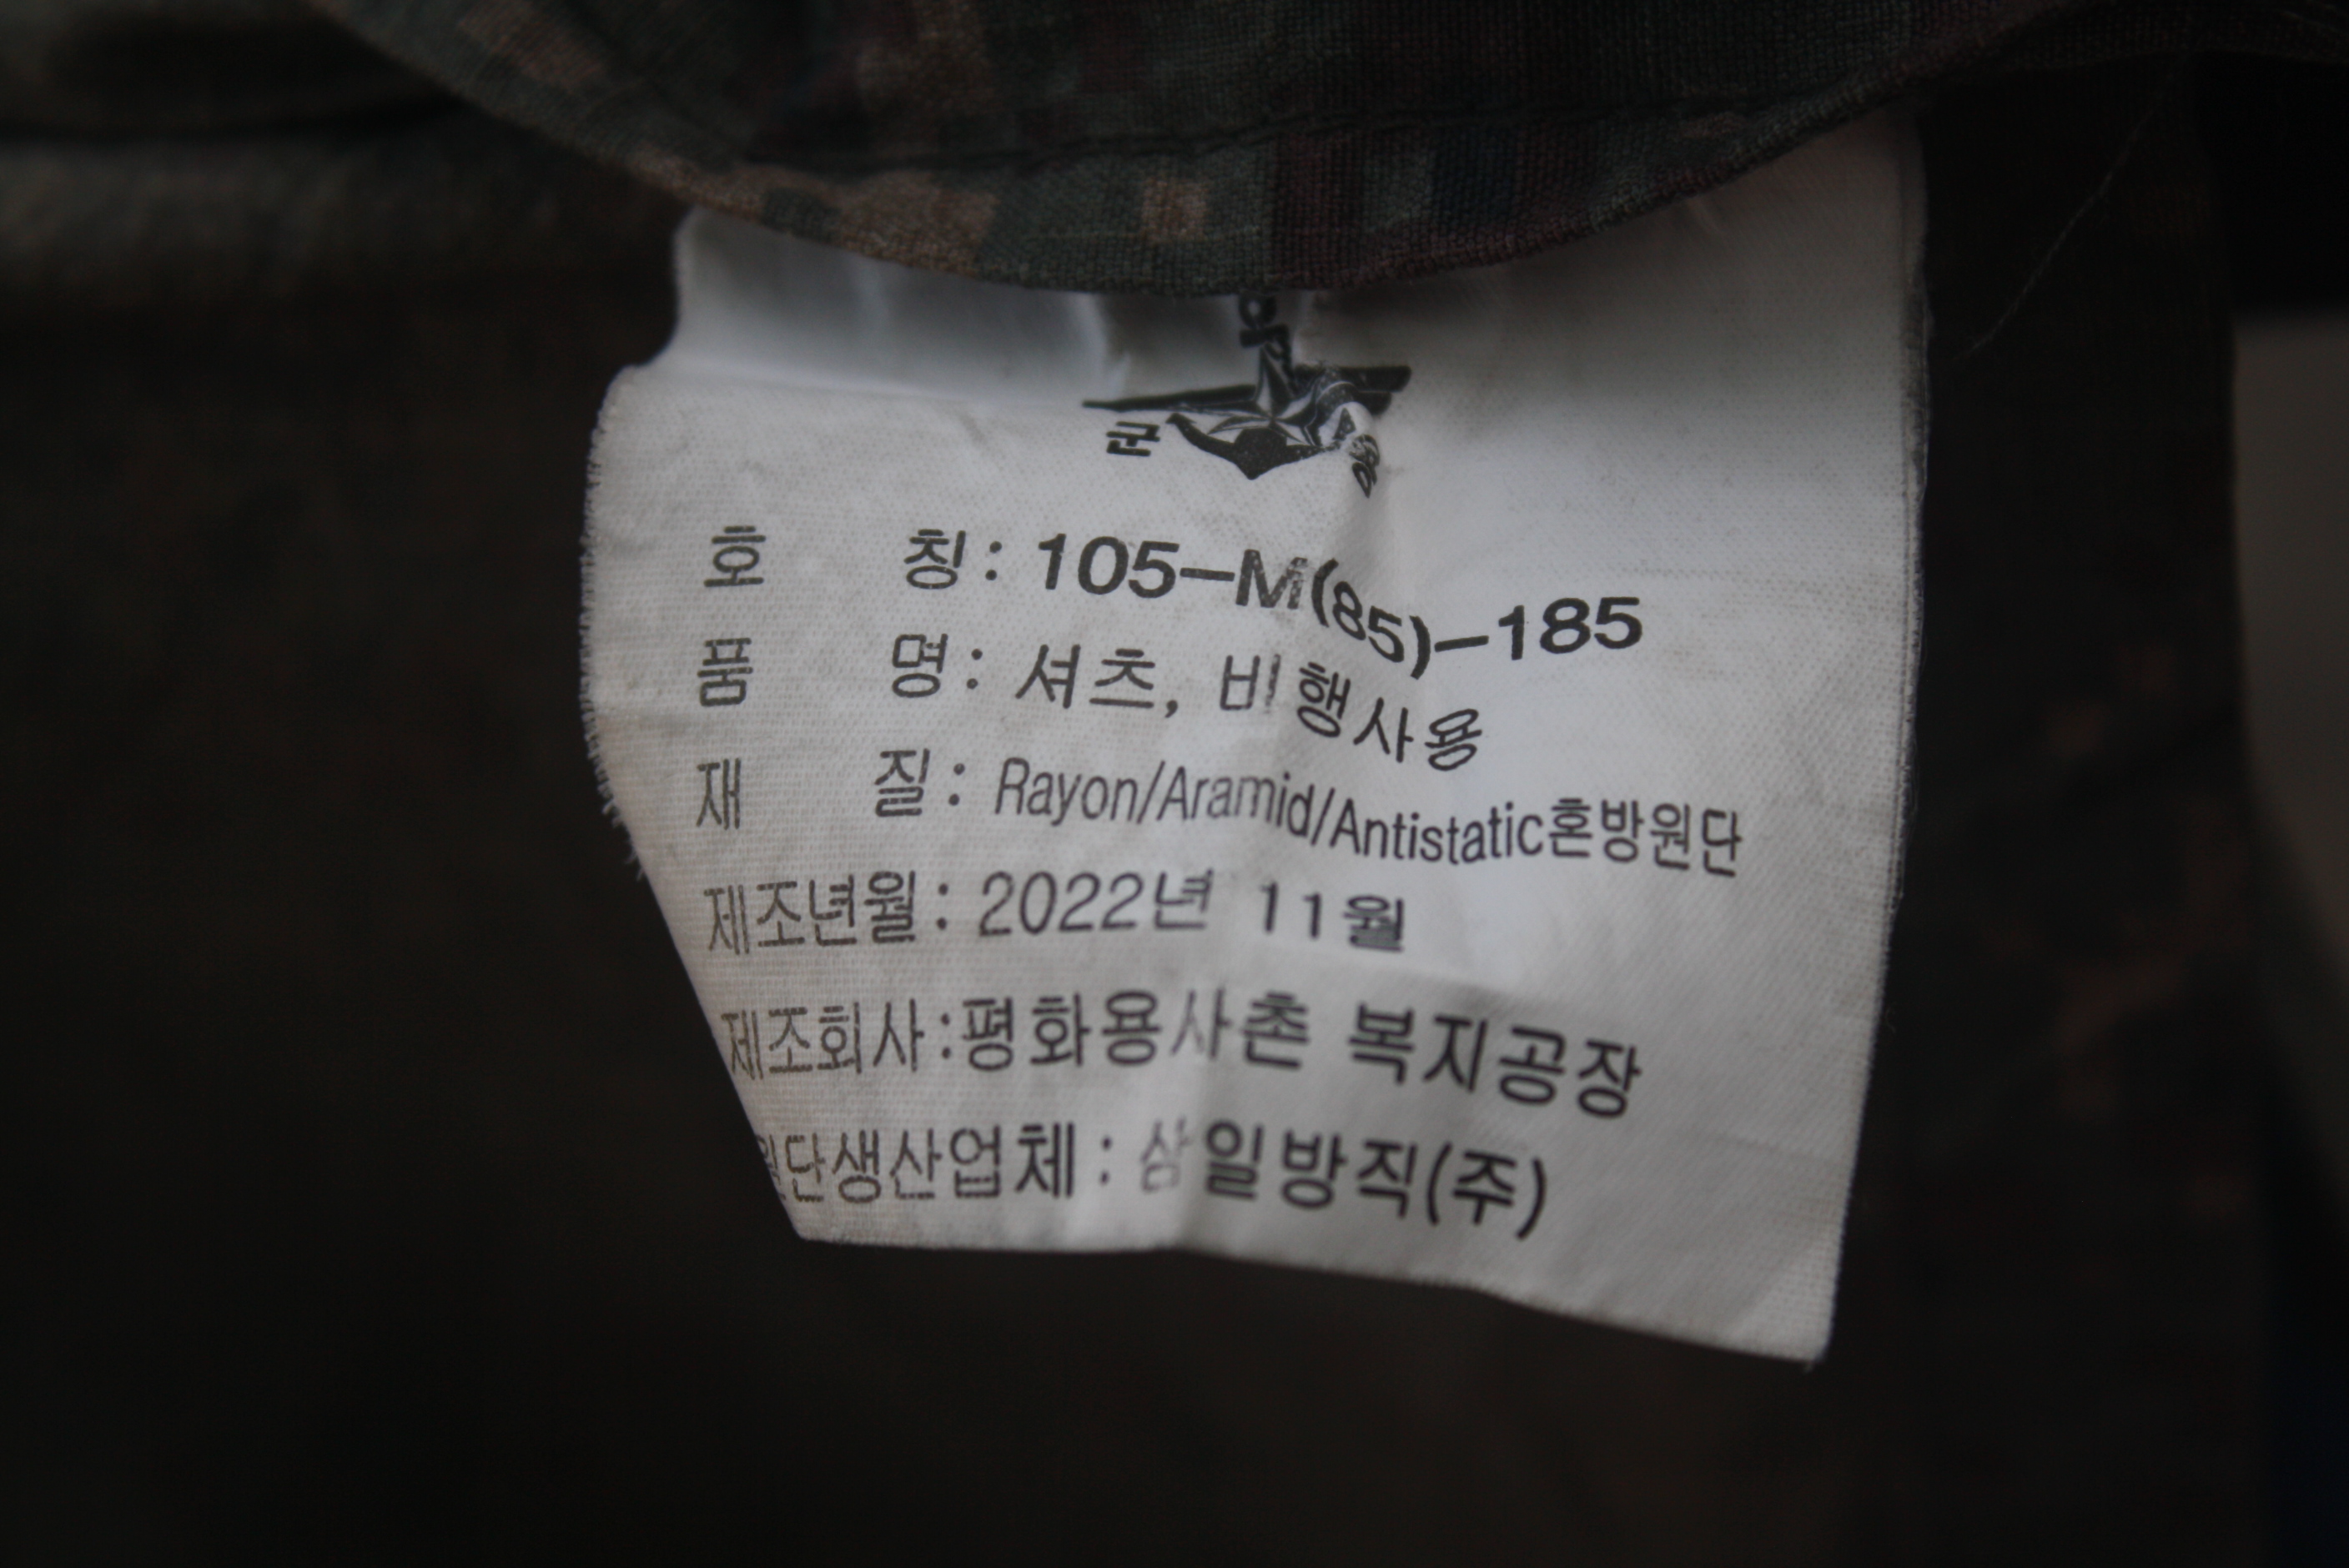 군 용
호 칭 : 105-M(85)-185
품 명 : 셔츠, 비행사용
재 질 : Rayon/Aramid/Antistatic혼방원단
제조년월 : 2022년 11월
제조회사 : 평화용사촌 복지공장
원단생산업체 : 삼일방직(주)